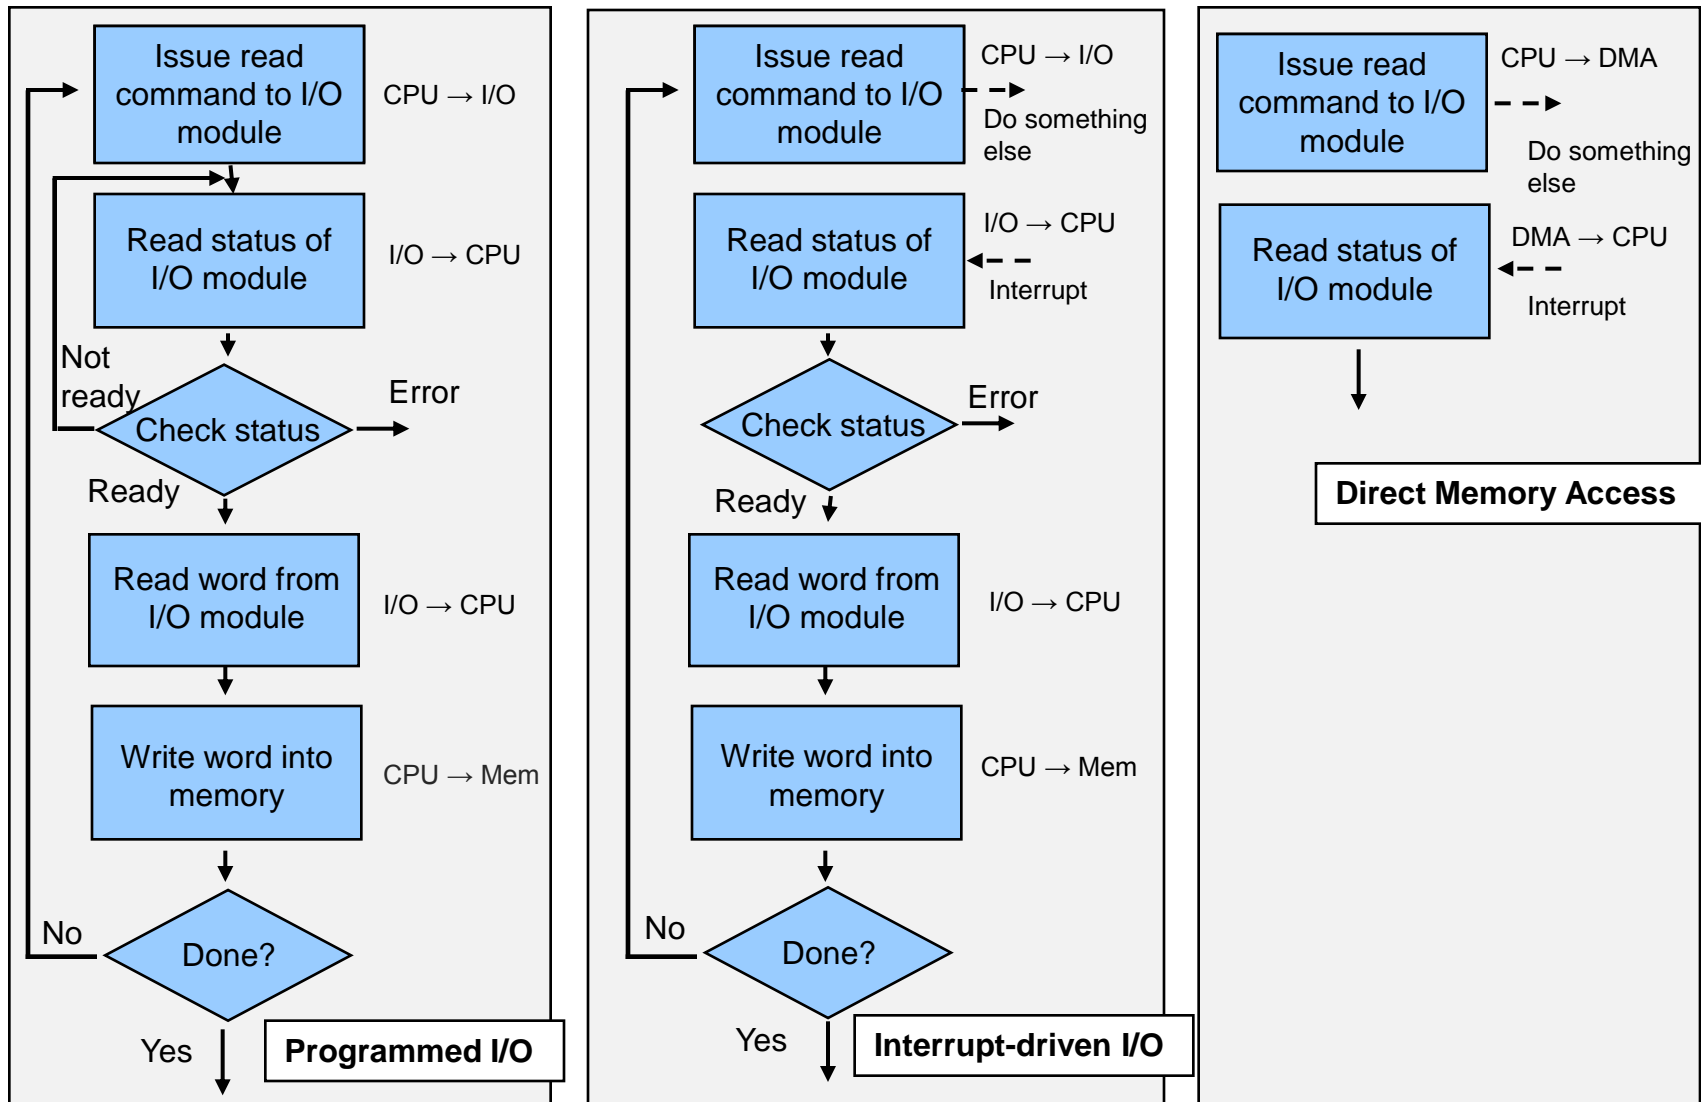 Issue read
command to I/O
module
CPU → I/O
Read status of
I/O module
I/O → CPU
Not
ready
Check status
Error
Ready
Read word from
I/O module
I/O → CPU
Write word into
memory
CPU → Mem
No
Done?
Yes
Programmed I/O
Issue read
command to I/O
module
CPU → I/O
Do something
else
Read status of
I/O module
I/O → CPU
Interrupt
Check status
Error
Ready
Read word from
I/O module
I/O → CPU
Write word into
memory
CPU → Mem
No
Done?
Yes
Interrupt-driven I/O
Issue read
command to I/O
module
CPU → DMA
Do something
else
Read status of
I/O module
DMA → CPU
Interrupt
Direct Memory Access